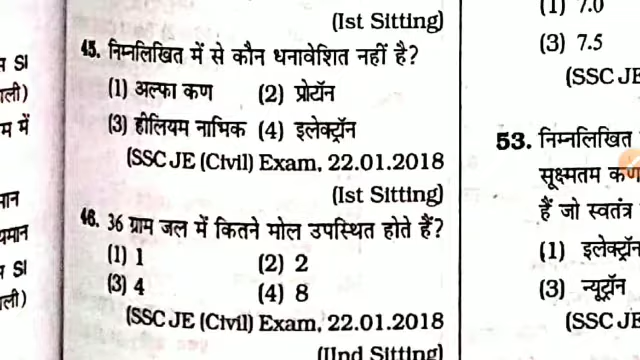 (Ist Sitting)
45. निम्नलिखित में से कौन धनावेशित नहीं है?
(1) अल्फा कण (2) प्रोटॉन
(3) हीलियम नाभिक (4) इलेक्ट्रॉन
(SSC JE (Civil) Exam, 22.01.2018
(Ist Sitting)
46. 36 ग्राम जल में कितने मोल उपस्थित होते हैं?
(1) 1 (2) 2
(3) 4 (4) 8
(SSC JE (Civil) Exam, 22.01.2018
(IInd Sitting)
SI
म में
मान
SI
(1) 7.0
(3) 7.5
(SSC JE
53. निम्नलिखित
सूक्ष्मतम कण
हैं जो स्वतंत्र
(1) इलेक्ट्रॉन
(3) न्यूट्रॉन
(SSC JE